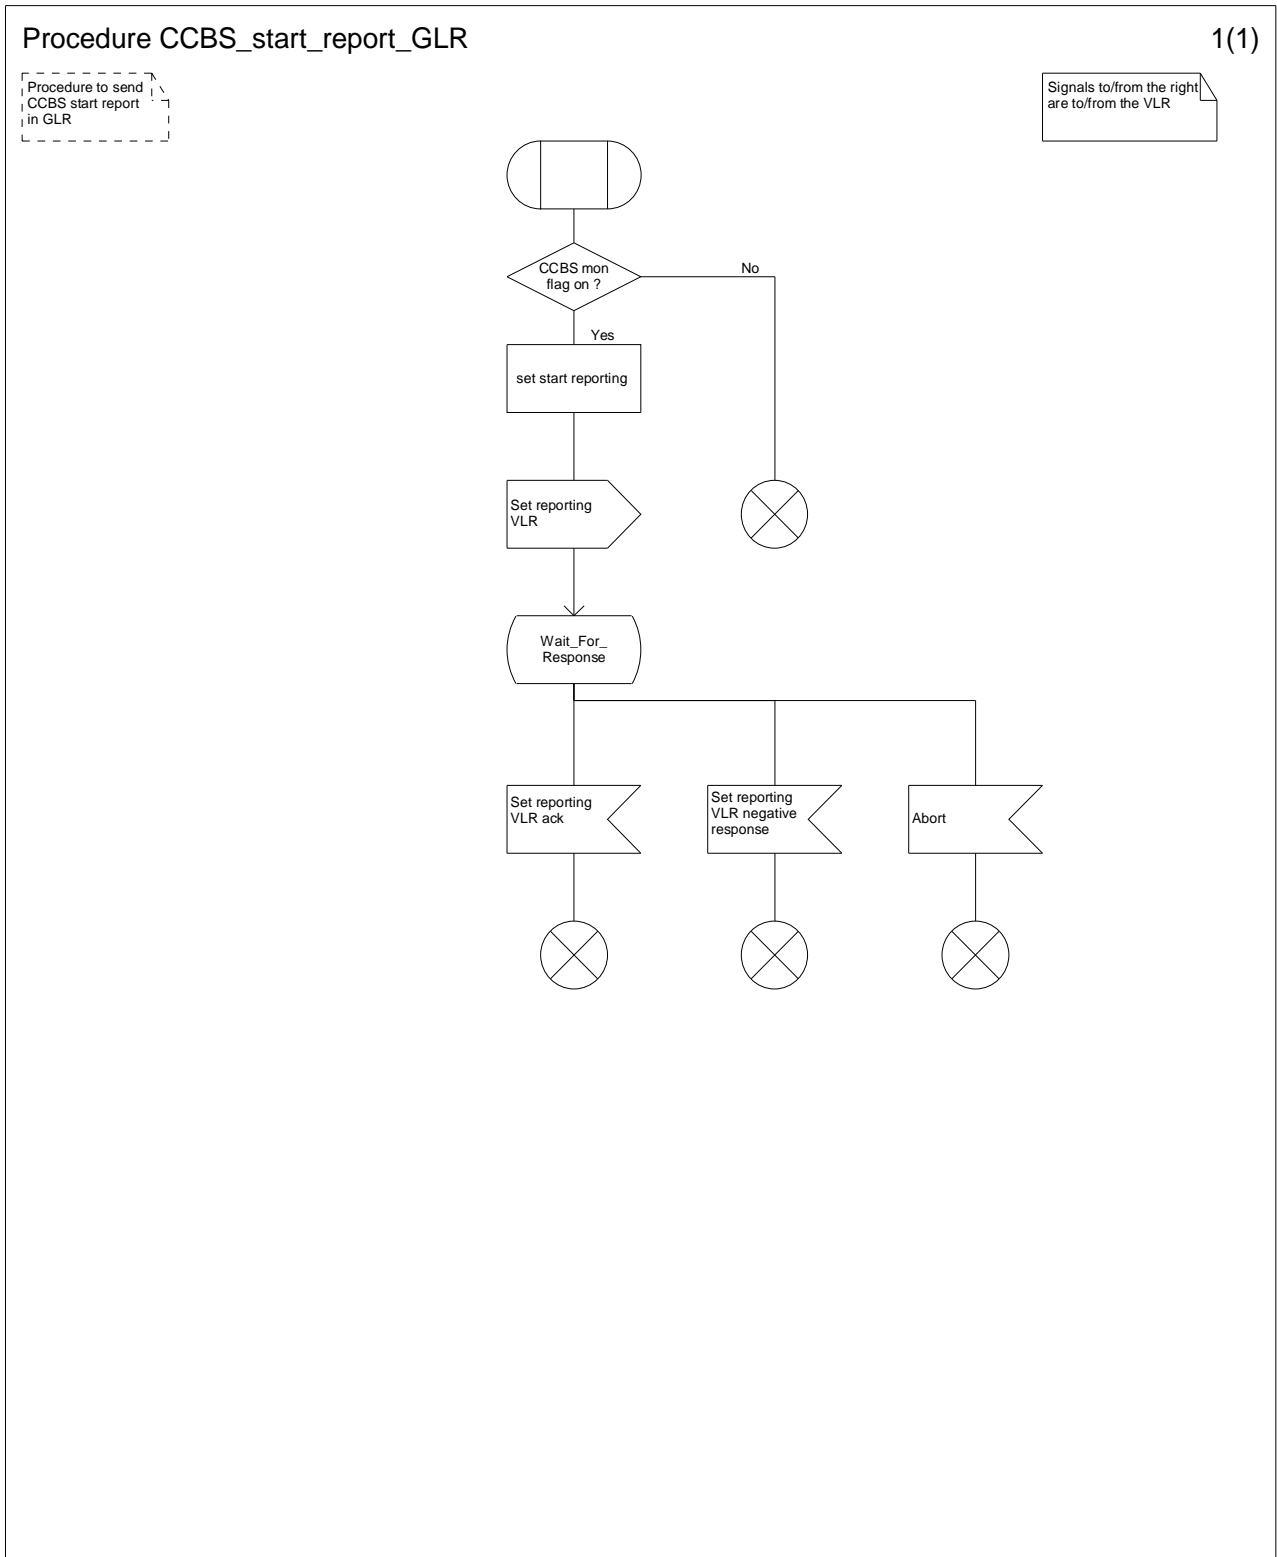 Procedure CCBS_start_report_GLR
1(1)
Procedure to send
CCBS start report
in GLR
Signals to/from the right
are to/from the VLR
CCBS mon
flag on ?
No
Yes
set start reporting
Set reporting
VLR
Wait_For_
Response
Set reporting
VLR ack
Set reporting
VLR negative
response
Abort